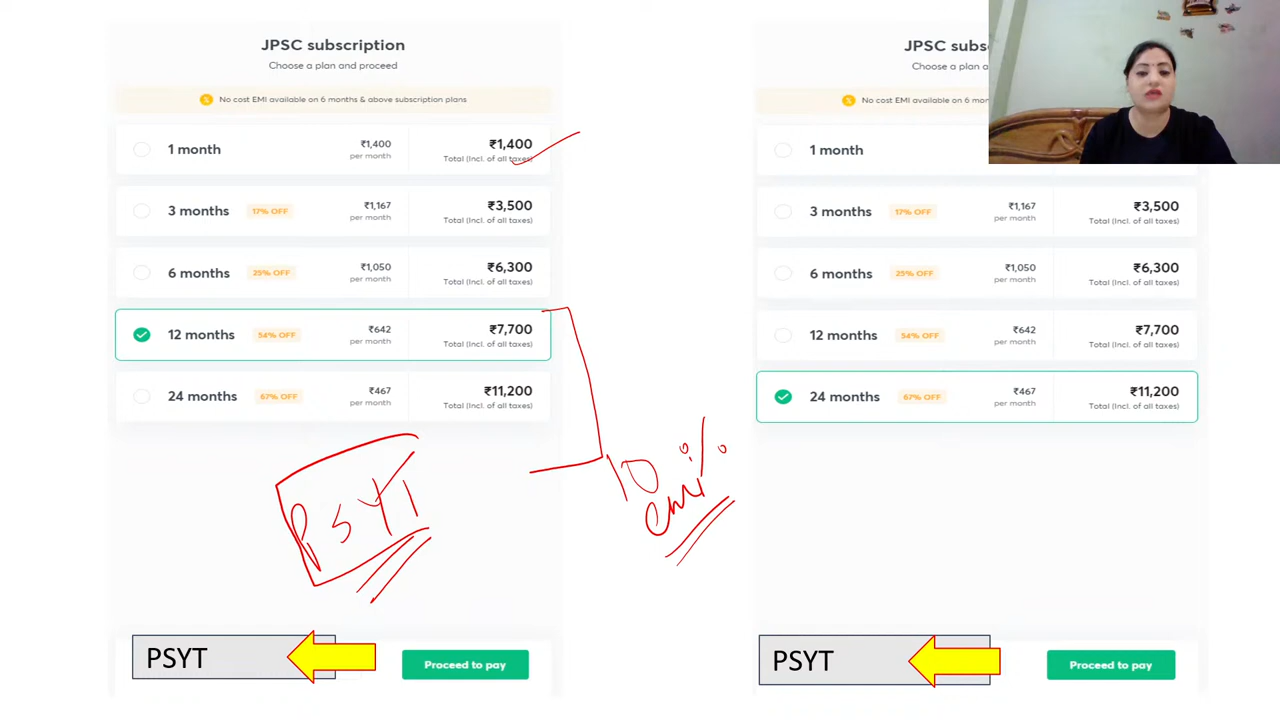 JPSC subscription
Choose a plan and proceed
No cost EMI available on 6 months & above subscription plans
1 month ₹1,400 per month ₹1,400 Total (Incl. of all taxes)
3 months 17% OFF ₹1,167 per month ₹3,500 Total (Incl. of all taxes)
6 months 25% OFF ₹1,050 per month ₹6,300 Total (Incl. of all taxes)
12 months 54% OFF ₹642 per month ₹7,700 Total (Incl. of all taxes)
24 months 67% OFF ₹467 per month ₹11,200 Total (Incl. of all taxes)
10 %
emi
PSYT
PSYT
Proceed to pay
JPSC subs
Choose a plan a
No cost EMI available on 6 mon
1 month
3 months 17% OFF ₹1,167 per month ₹3,500 Total (Incl. of all taxes)
6 months 25% OFF ₹1,050 per month ₹6,300 Total (Incl. of all taxes)
12 months 54% OFF ₹642 per month ₹7,700 Total (Incl. of all taxes)
24 months 67% OFF ₹467 per month ₹11,200 Total (Incl. of all taxes)
PSYT
Proceed to pay